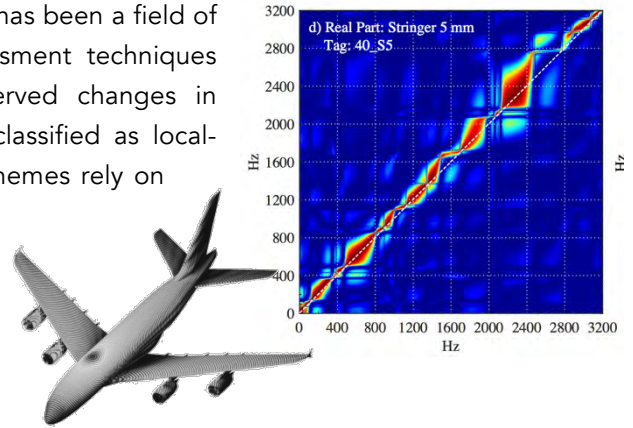 has been a field of
sment techniques
erved changes in
classified as local-
hemes rely on
d) Real Part: Stringer 5 mm
Tag: 40_S5
3200
2800
2400
2000
1600
1200
800
400
0
Hz
0 400 800 1200 1600 2000 2400 2800 3200
Hz
Hz